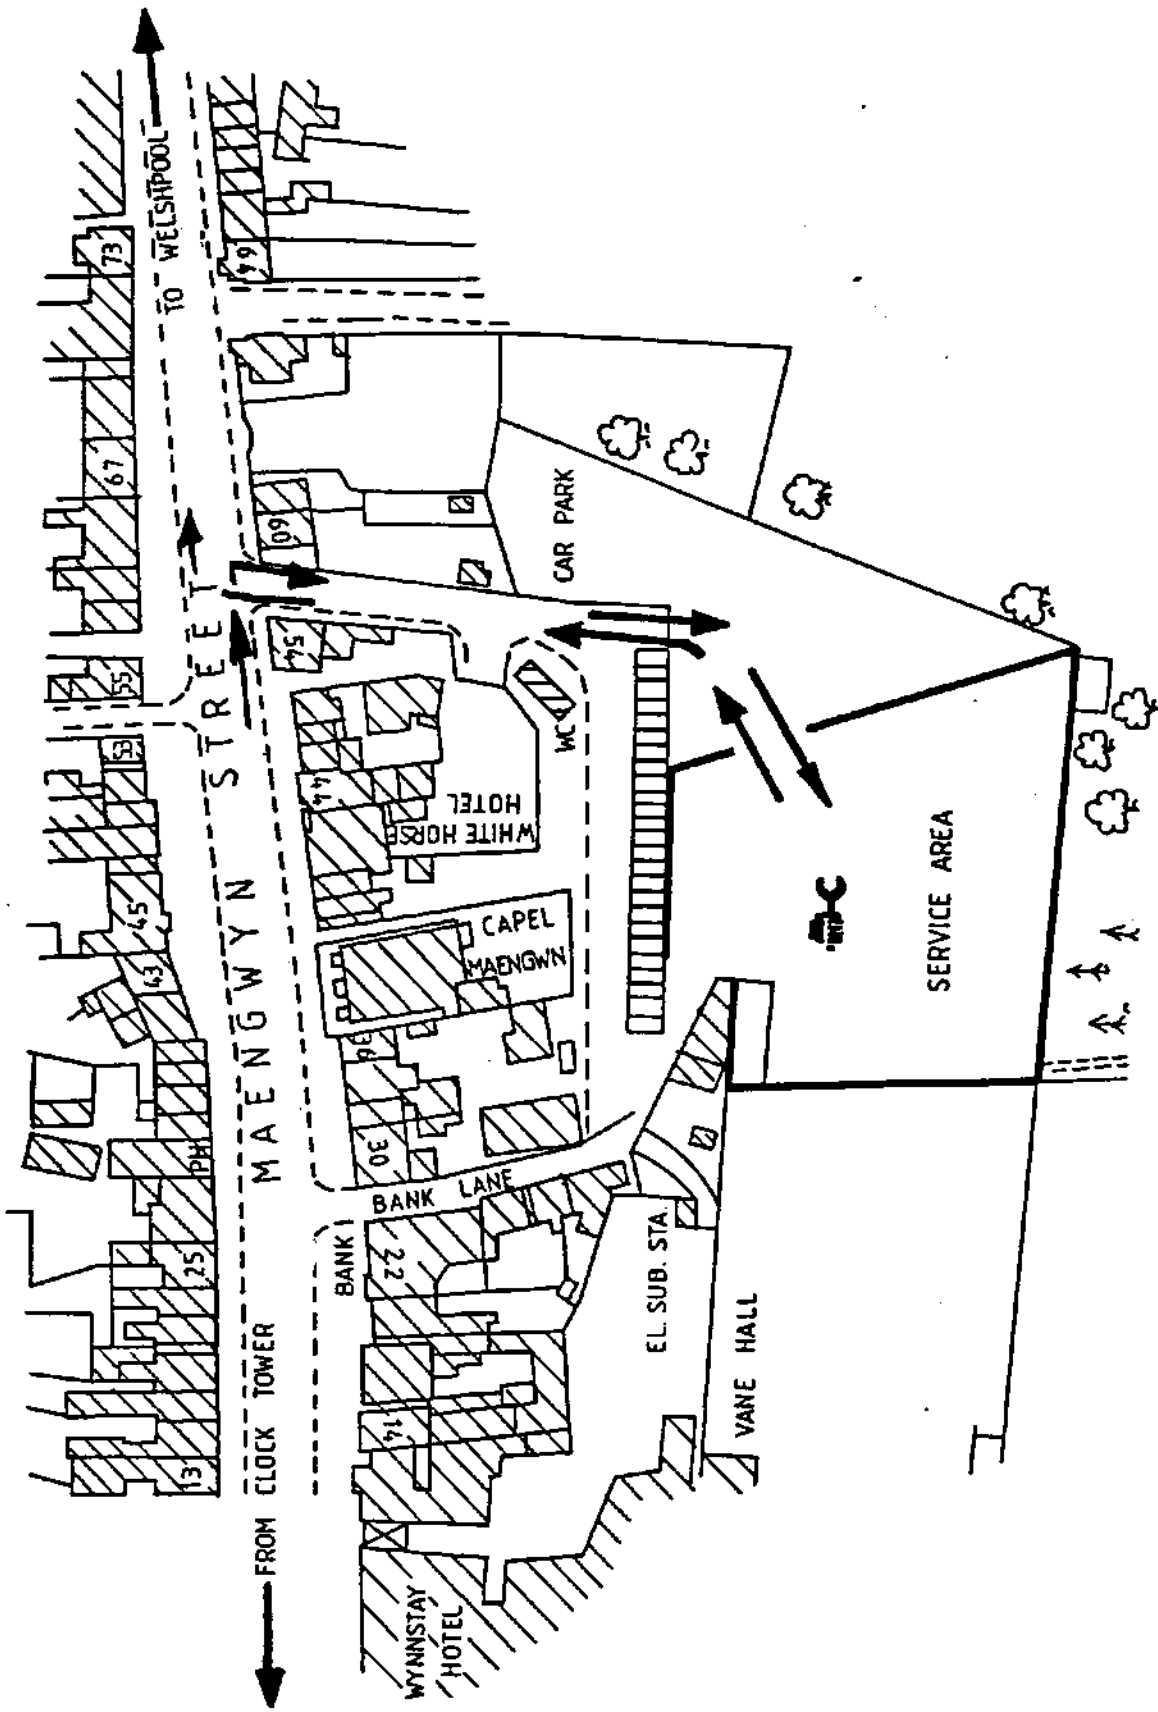 FROM CLOCK TOWER
MAENGWYN STREET
TO WELSHPOOL
13
25
PH
43
45
53
55
67
73
WYNNSTAY
HOTEL
14
22
BANK
BANK LANE
30
36
CAPEL
MAENGWN
44
WHITE HORSE
HOTEL
54
60
64
WC
CAR PARK
EL. SUB. STA.
VANE HALL
SERVICE AREA